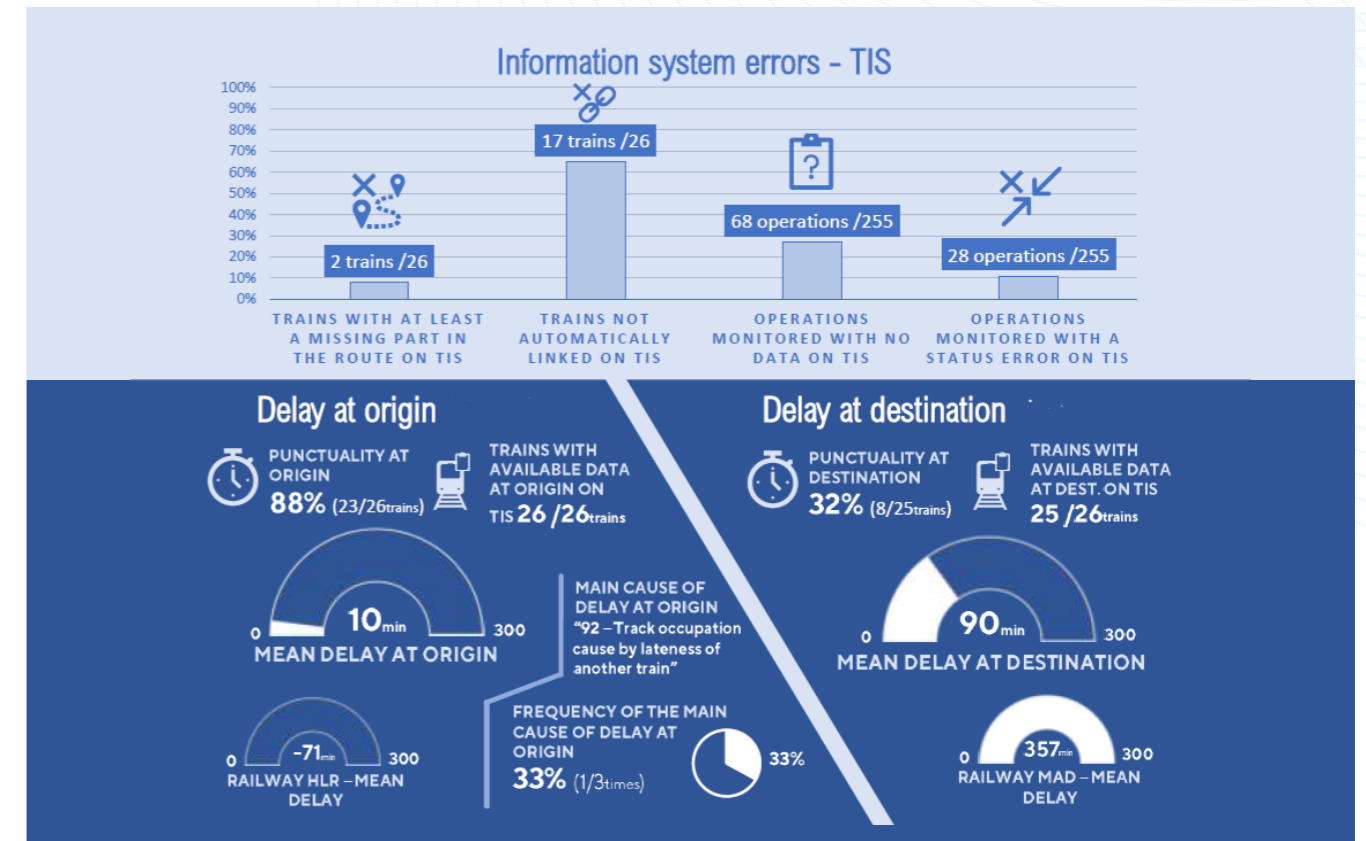 Information system errors - TIS
100%
90%
80%
70%
60%
50%
40%
30%
20%
10%
0%
2 trains /26
17 trains /26
?
68 operations /255
28 operations /255
TRAINS WITH AT LEAST
A MISSING PART IN
THE ROUTE ON TIS
TRAINS NOT
AUTOMATICALLY
LINKED ON TIS
OPERATIONS
MONITORED WITH NO
DATA ON TIS
OPERATIONS
MONITORED WITH A
STATUS ERROR ON TIS
Delay at origin
PUNCTUALITY AT
ORIGIN
88% (23/26trains)
TRAINS WITH
AVAILABLE DATA
AT ORIGIN ON
TIS 26 /26trains
10min
0
300
MEAN DELAY AT ORIGIN
-71min
0
300
RAILWAY HLR – MEAN
DELAY
MAIN CAUSE OF
DELAY AT ORIGIN
“92 – Track occupation
cause by lateness of
another train”
FREQUENCY OF THE MAIN
CAUSE OF DELAY AT
ORIGIN
33% (1/3times)
33%
Delay at destination
PUNCTUALITY AT
DESTINATION
32% (8/25trains)
TRAINS WITH
AVAILABLE DATA
AT DEST. ON TIS
25 /26trains
90min
0
300
MEAN DELAY AT DESTINATION
357min
0
300
RAILWAY MAD – MEAN
DELAY